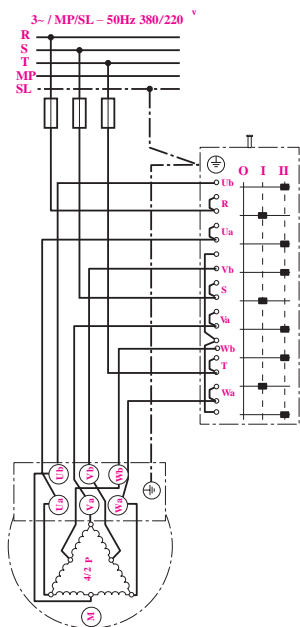 3~ / MP/SL – 50Hz 380/220 v
R
S
T
MP
SL
O I II
Ub
R
Ua
Vb
S
Va
Wb
T
Wa
Ub Vb Wb
Ua Va Wa
4/2 P
M